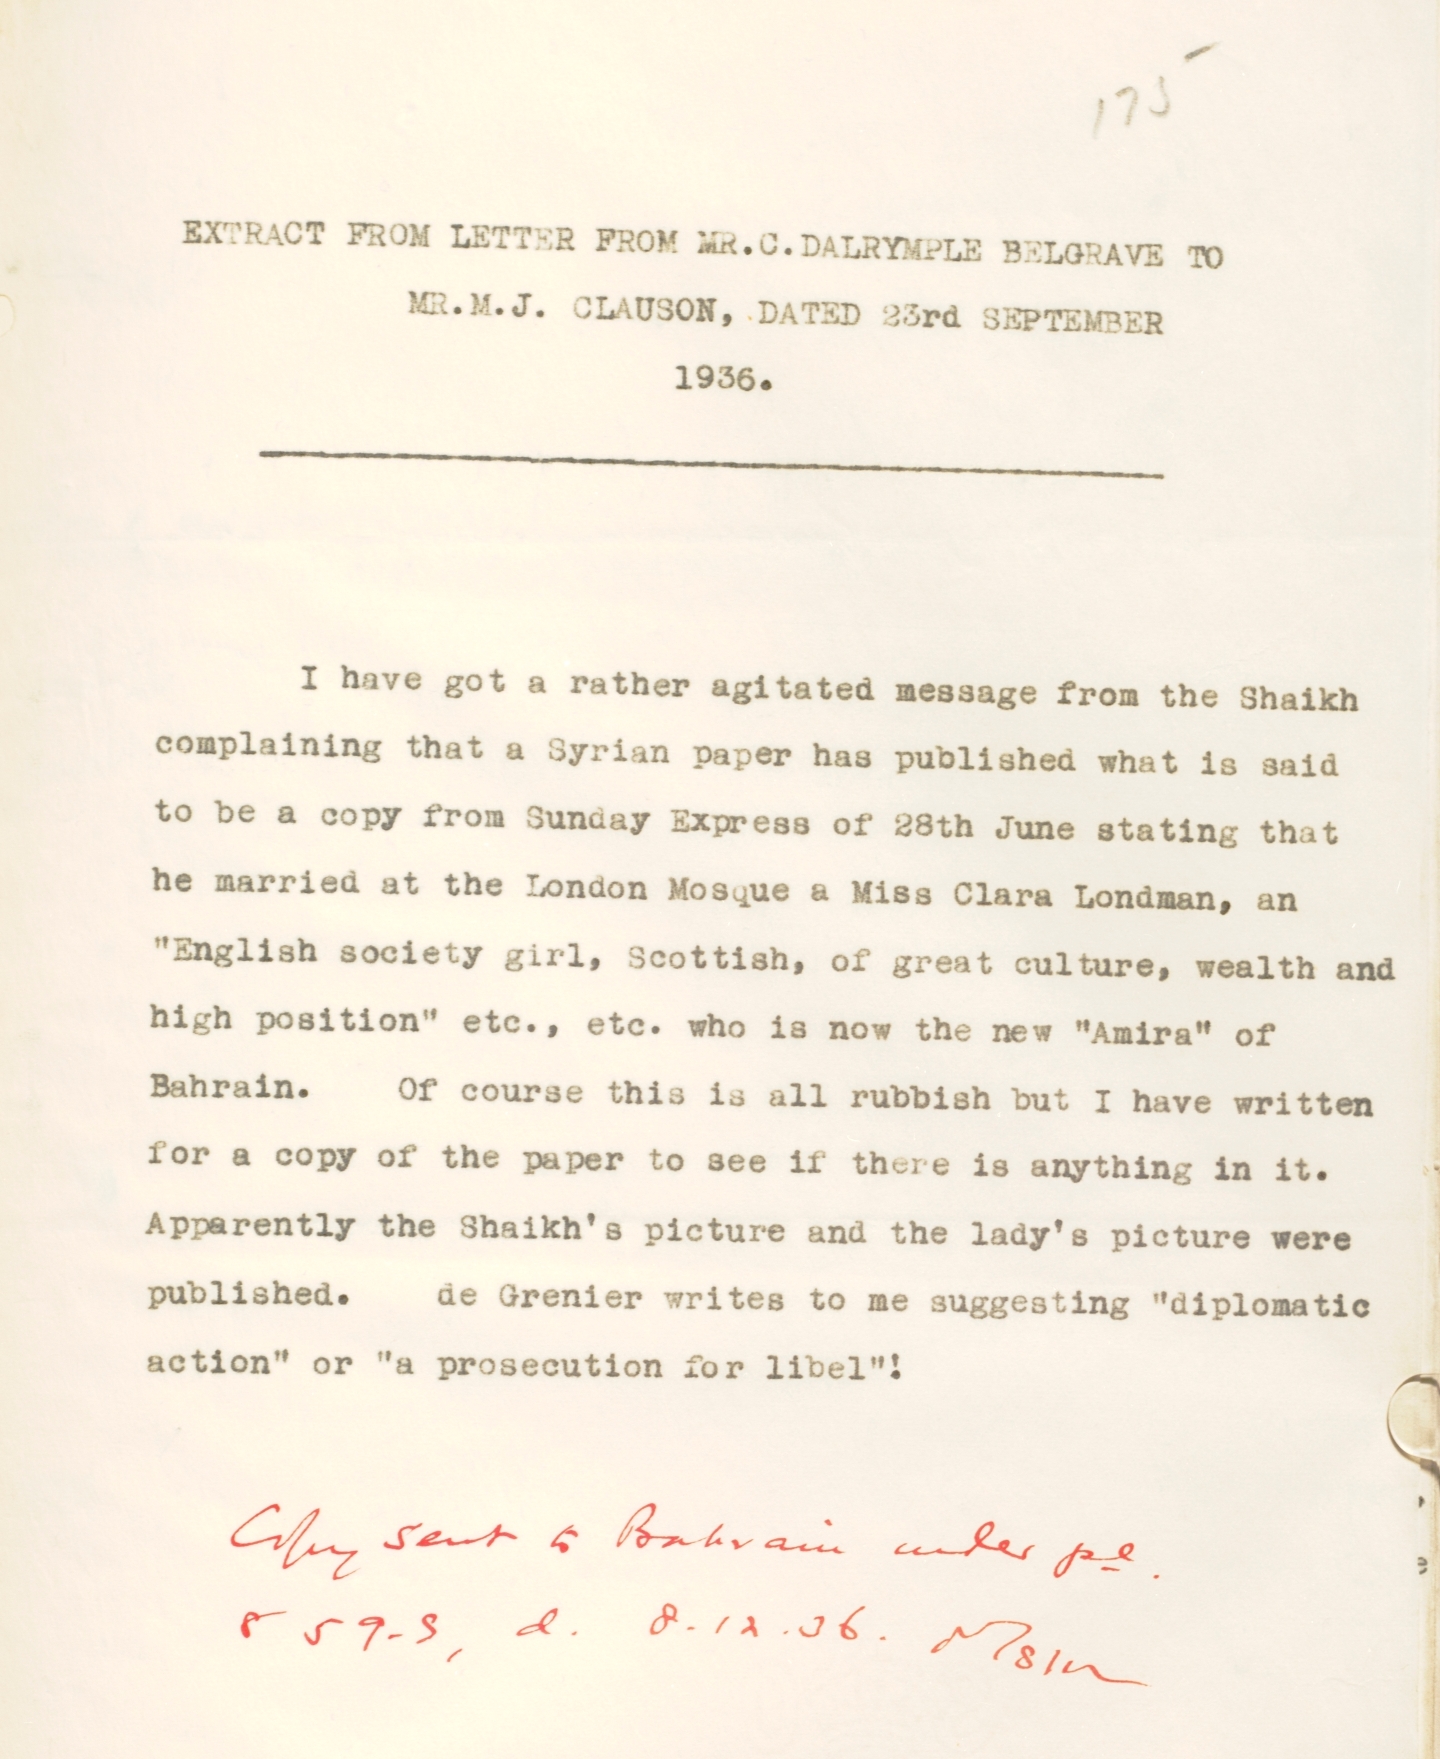 175
EXTRACT FROM LETTER FROM MR.C.DALRYMPLE BELGRAVE TO
MR.M.J. CLAUSON, DATED 23rd SEPTEMBER
1936.
I have got a rather agitated message from the Shaikh
complaining that a Syrian paper has published what is said
to be a copy from Sunday Express of 28th June stating that
he married at the London Mosque a Miss Clara Londman, an
"English society girl, Scottish, of great culture, wealth and
high position" etc., etc. who is now the new "Amira" of
Bahrain. Of course this is all rubbish but I have written
for a copy of the paper to see if there is anything in it.
Apparently the Shaikh's picture and the lady's picture were
published. de Grenier writes to me suggesting "diplomatic
action" or "a prosecution for libel"!
Copy sent to Bahrain under pl.
859-S, d. 8.12.36.